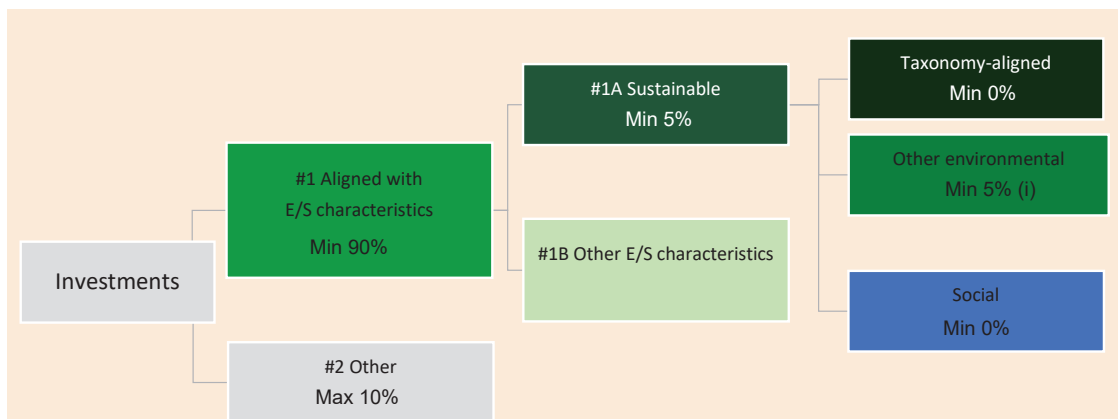 Investments
#1 Aligned with
E/S characteristics
Min 90%
#2 Other
Max 10%
#1A Sustainable
Min 5%
#1B Other E/S characteristics
Taxonomy-aligned
Min 0%
Other environmental
Min 5% (i)
Social
Min 0%